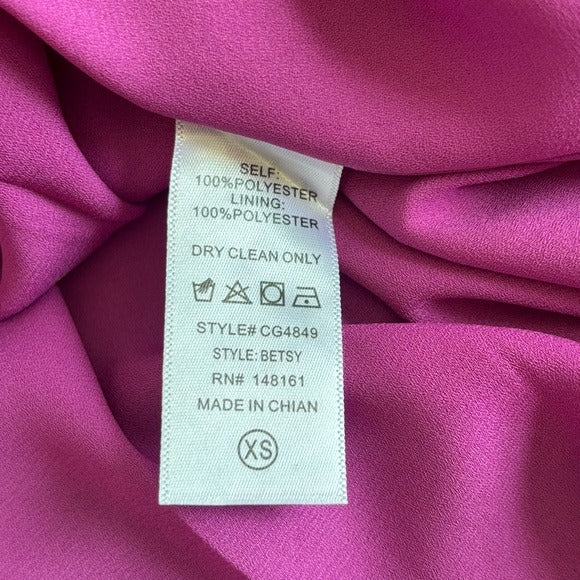 SELF:
100%POLYESTER
LINING:
100%POLYESTER
DRY CLEAN ONLY
STYLE# CG4849
STYLE: BETSY
RN# 148161
MADE IN CHIAN
XS